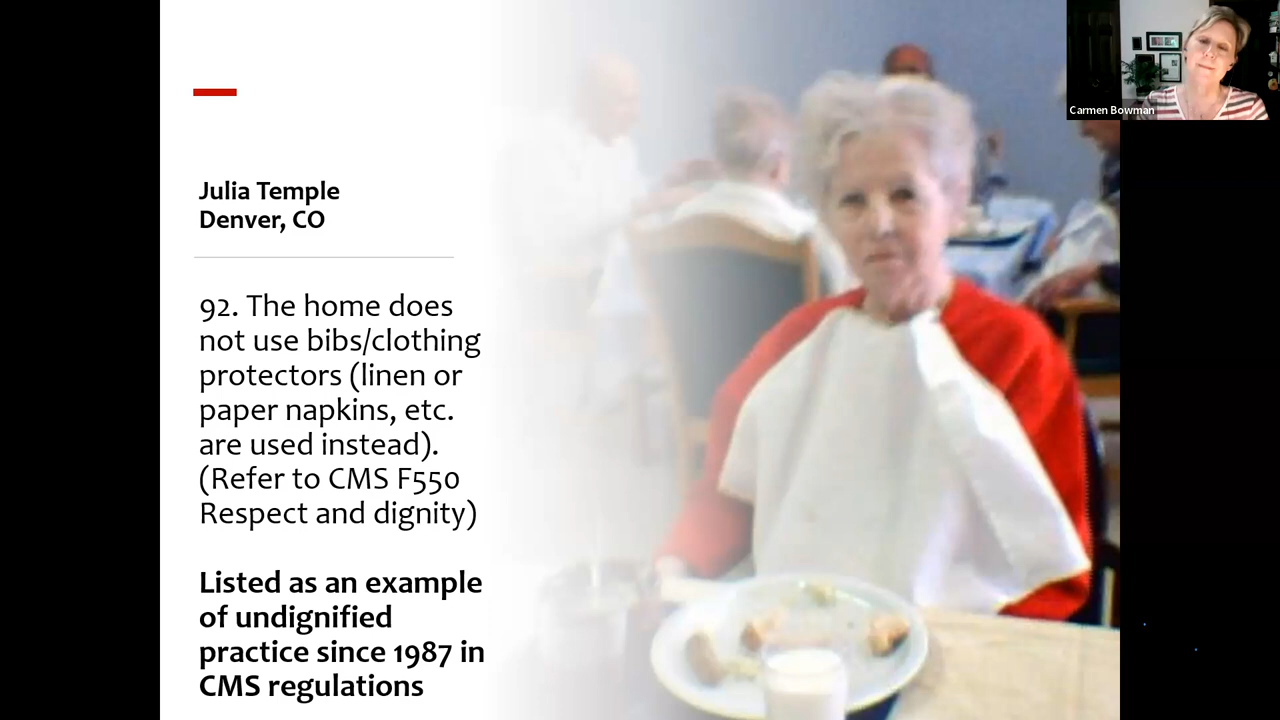 Julia Temple
Denver, CO
92. The home does
not use bibs/clothing
protectors (linen or
paper napkins, etc.
are used instead).
(Refer to CMS F550
Respect and dignity)
Listed as an example
of undignified
practice since 1987 in
CMS regulations
Carmen Bowman